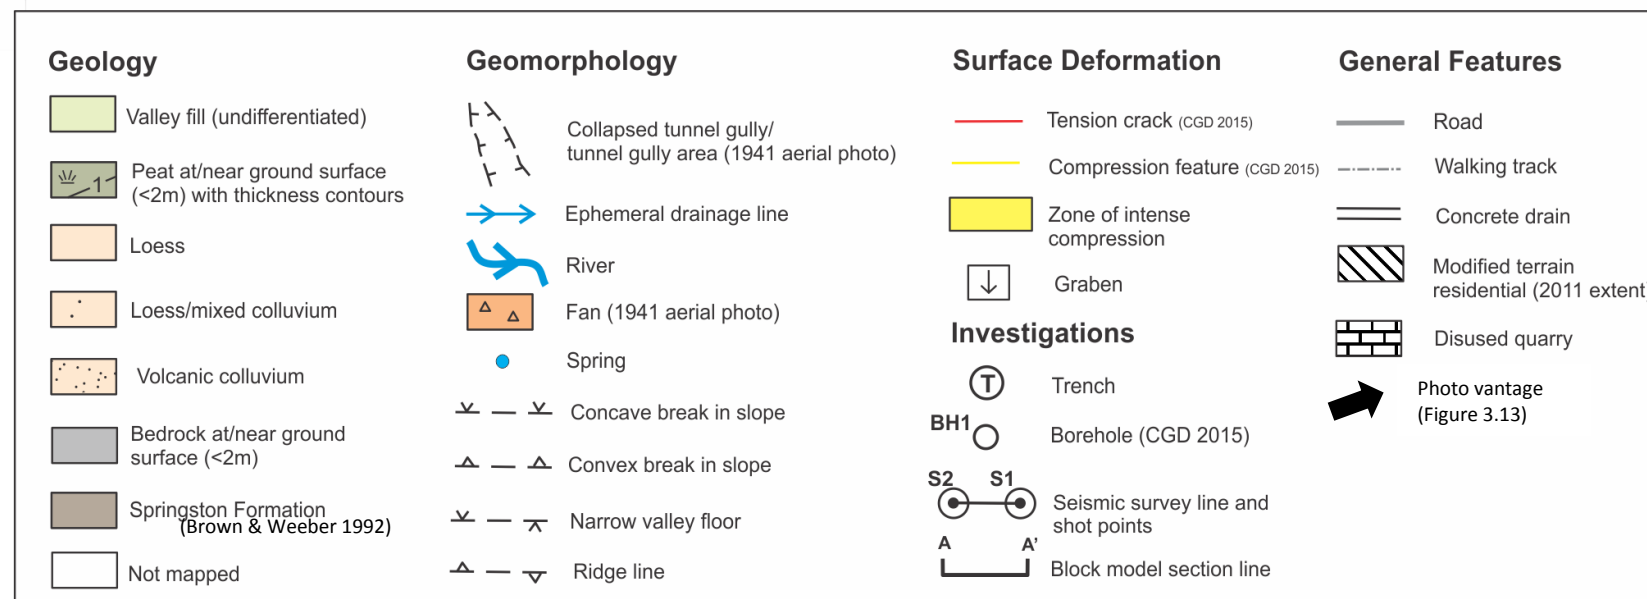 Geology
Valley fill (undifferentiated)
1
Peat at/near ground surface
(<2m) with thickness contours
Loess
Loess/mixed colluvium
Volcanic colluvium
Bedrock at/near ground
surface (<2m)
Springston Formation
(Brown & Weeber 1992)
Not mapped
Geomorphology
Collapsed tunnel gully/
tunnel gully area (1941 aerial photo)
Ephemeral drainage line
River
Fan (1941 aerial photo)
Spring
Concave break in slope
Convex break in slope
Narrow valley floor
Ridge line
Surface Deformation
Tension crack (CGD 2015)
Compression feature (CGD 2015)
Zone of intense
compression
Graben
Investigations
T
Trench
BH1
Borehole (CGD 2015)
S2 S1
Seismic survey line and
shot points
A A'
Block model section line
General Features
Road
Walking track
Concrete drain
Modified terrain
residential (2011 extent
Disused quarry
Photo vantage
(Figure 3.13)